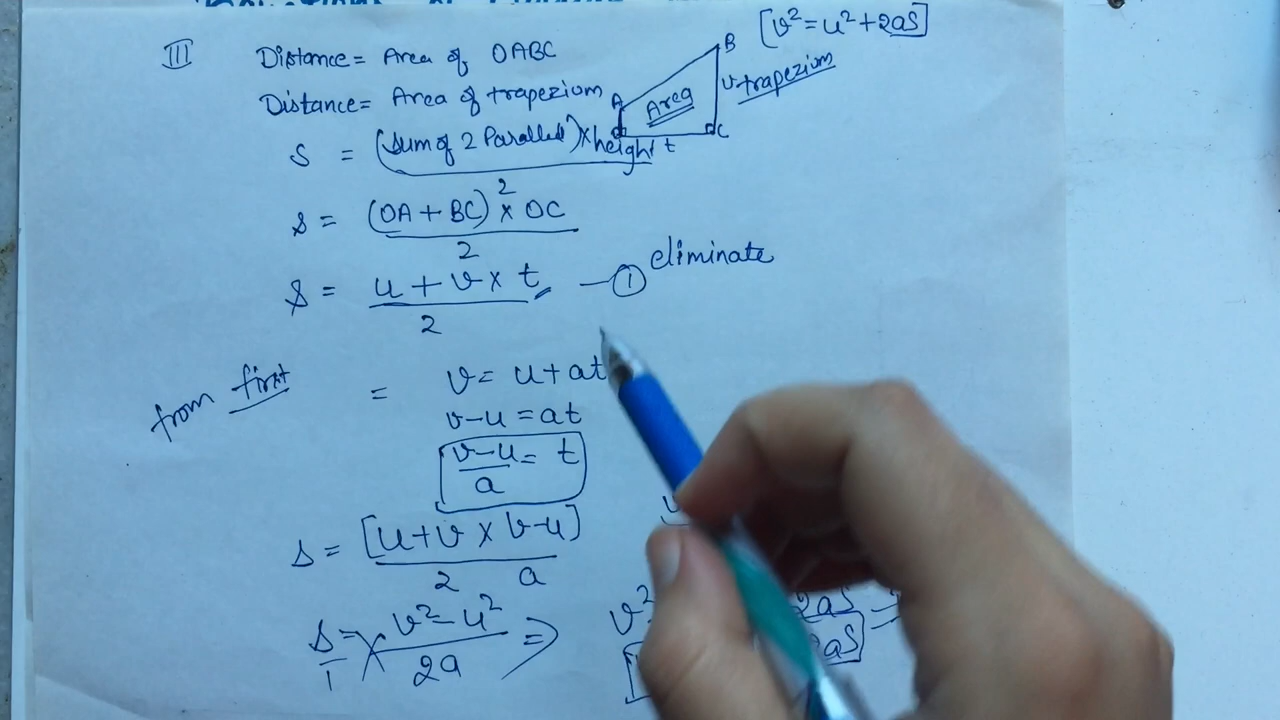 III Distance = Area of OABC [v² = u² + 2aS]
Distance = Area of trapezium
A B C Area v trapezium
S = (Sum of 2 Parallel) × height t
2
S = (OA + BC) × OC
2
S = u + v × t — ① eliminate
2
from first = v = u + at
v-u = at
v-u = t
a
S = [u+v × v-u]
2 a
S = v² - u² ⇒ v² 2aS =
1 2a 2aS